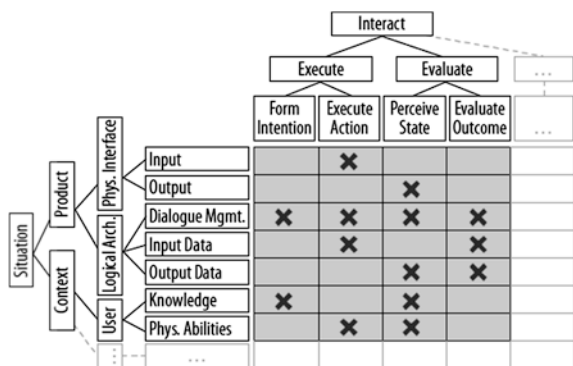 Interact
Execute
Evaluate
...
Form
Intention
Execute
Action
Perceive
State
Evaluate
Outcome
...
Situation
Product
Context
Phys. Interface
Logical Arch.
User
...
Input
Output
Dialogue Mgmt.
Input Data
Output Data
Knowledge
Phys. Abilities
...